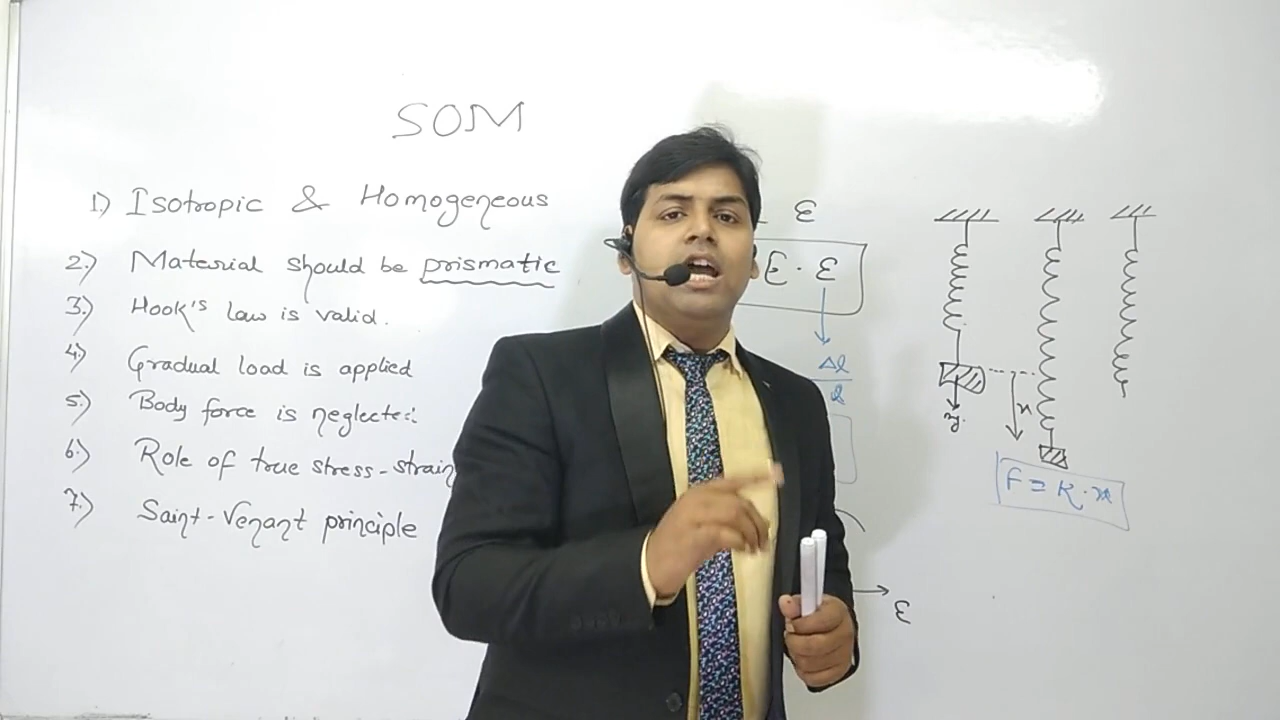 SOM
1.) Isotropic & Homogeneous
2.) Material should be prismatic
3.) Hook's law is valid.
4.) Gradual load is applied
5.) Body force is neglected.
6.) Role of true stress-strain
7.) Saint-Venant principle
ε
E · ε
Δl
l
x
F = K·x
ε